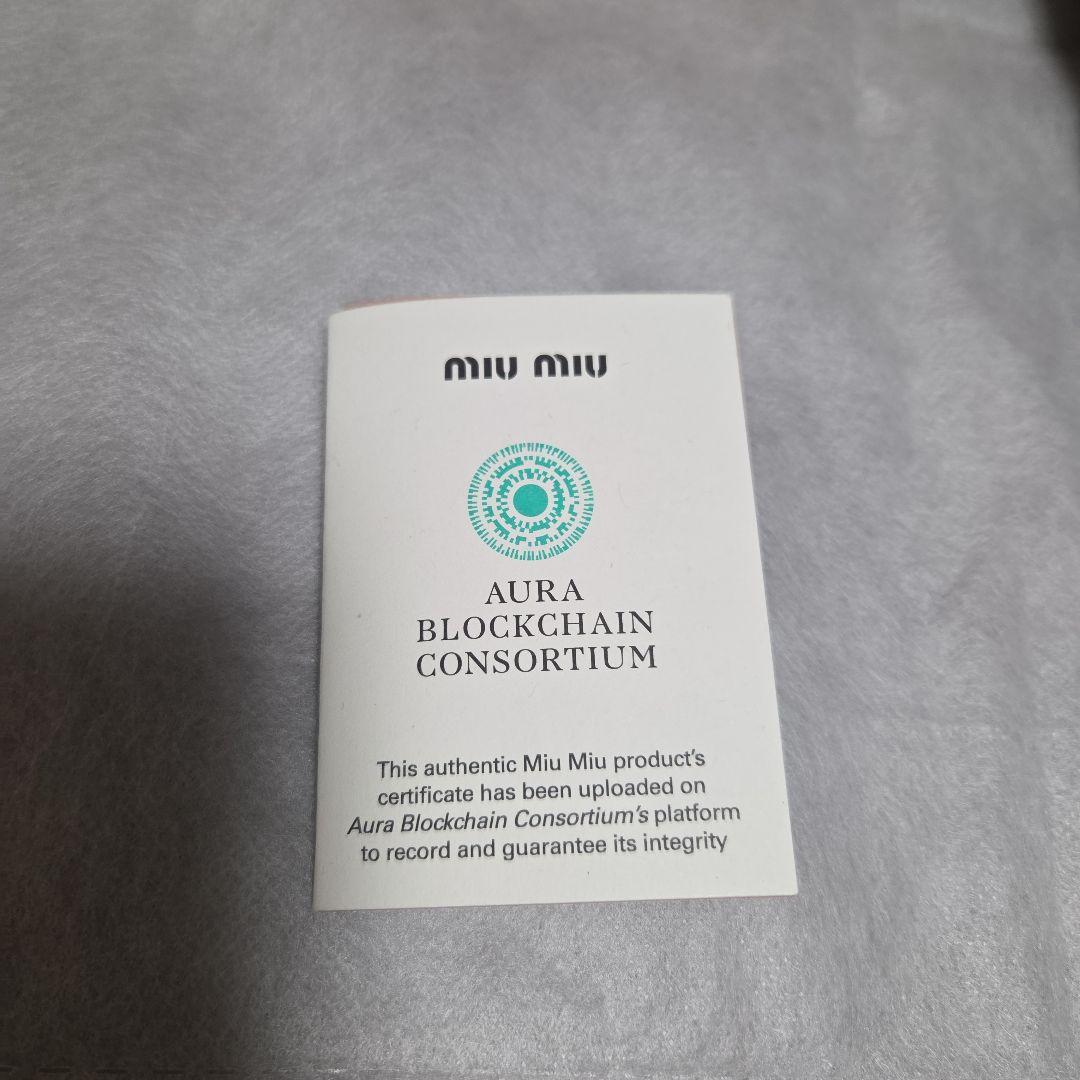 miu miu
AURA
BLOCKCHAIN
CONSORTIUM
This authentic Miu Miu product's
certificate has been uploaded on
Aura Blockchain Consortium's platform
to record and guarantee its integrity